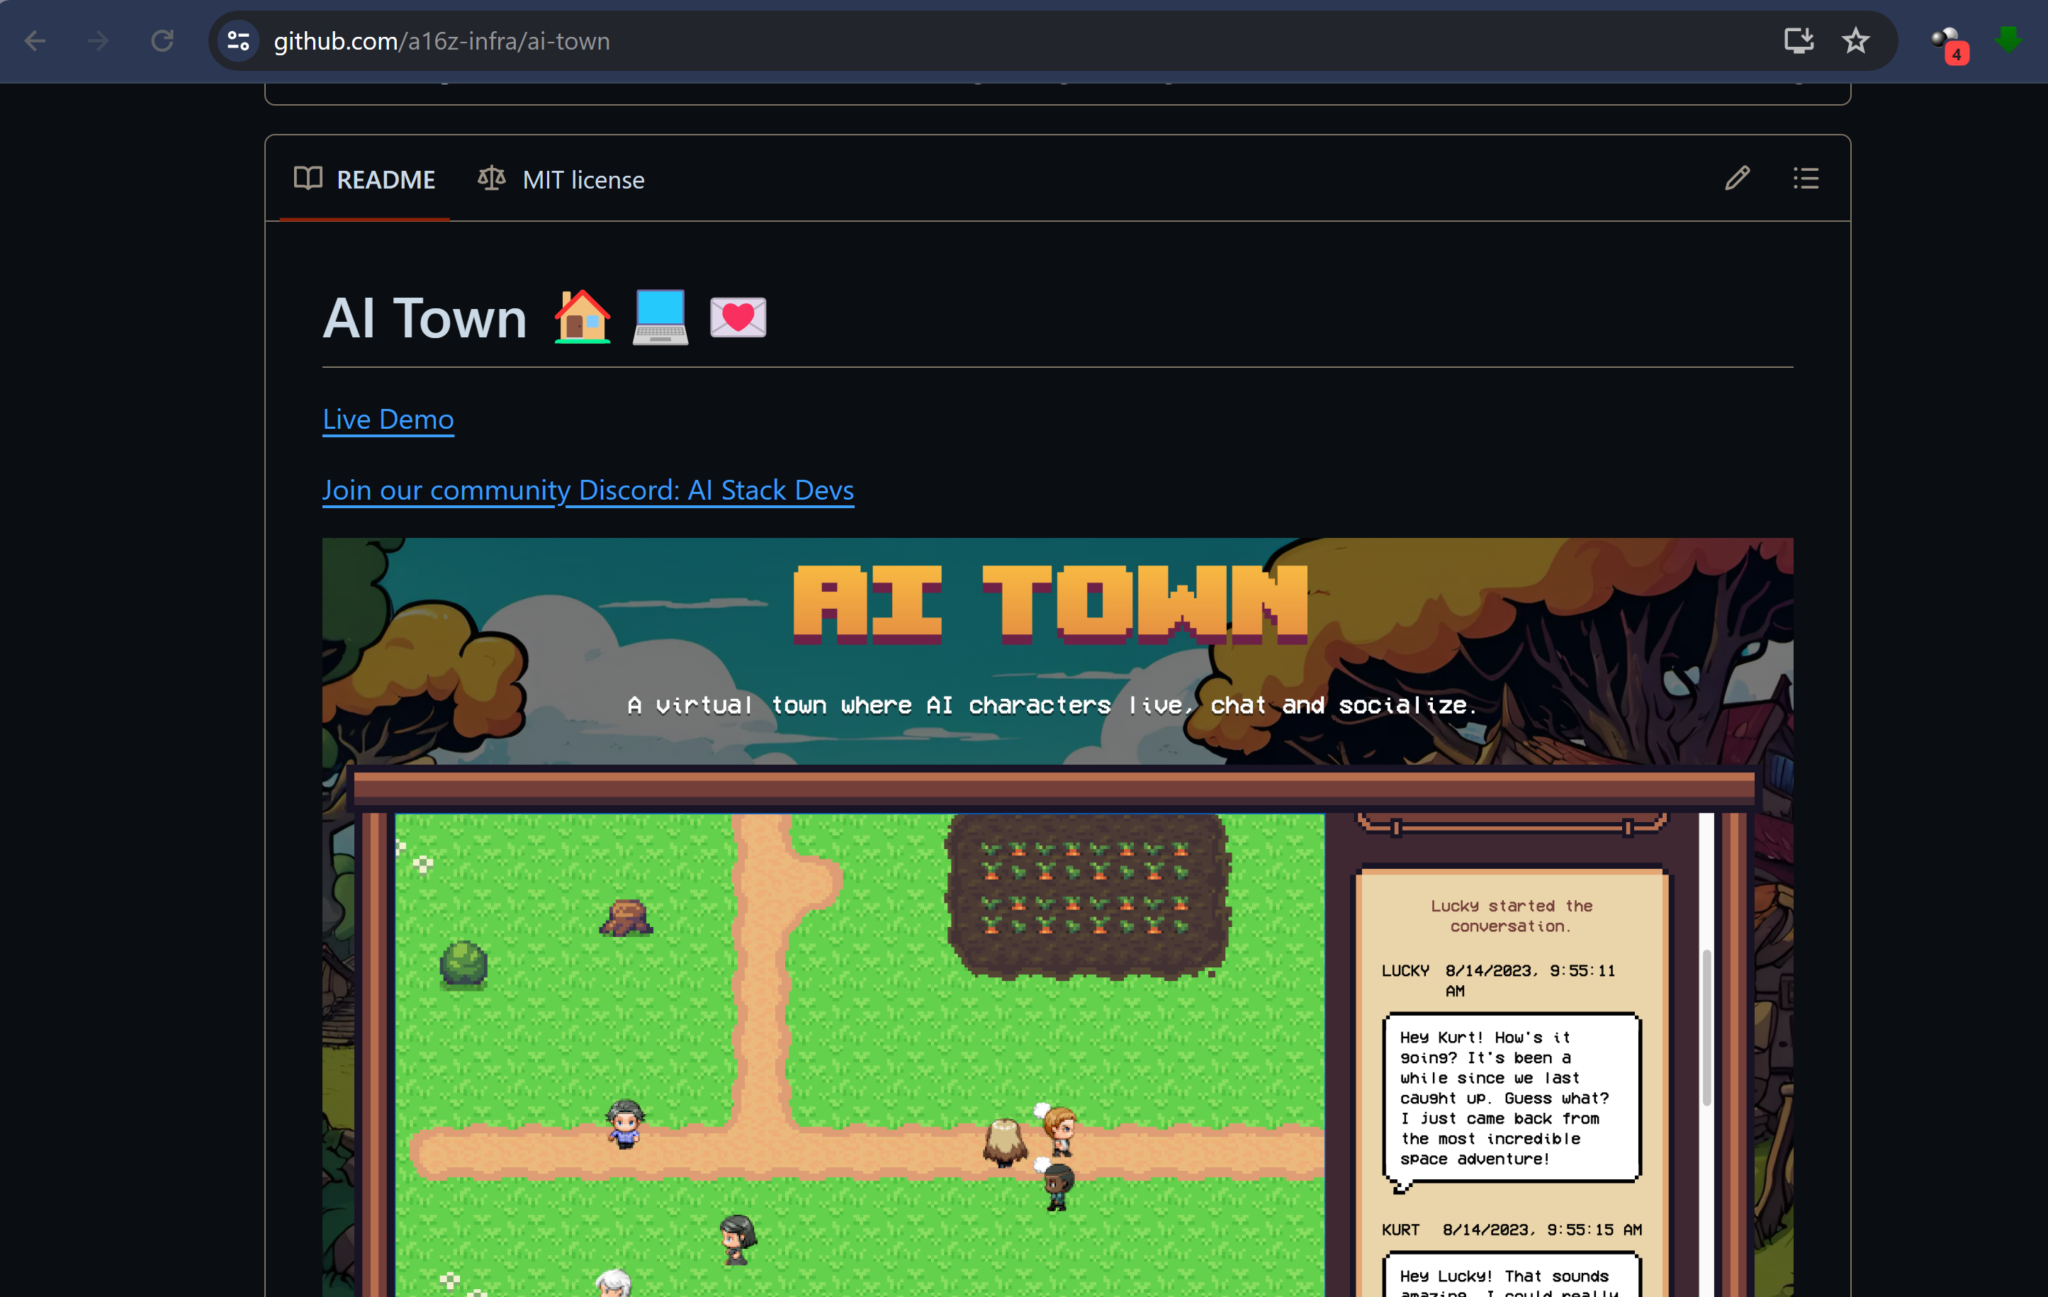 github.com/a16z-infra/ai-town
4
README
MIT license
AI Town
Live Demo
Join our community Discord: AI Stack Devs
AI TOWN
A virtual town where AI characters live, chat and socialize.
Lucky started the
conversation.
LUCKY 8/14/2023, 9:55:11
AM
Hey Kurt! How's it
going? It's been a
while since we last
caught up. Guess what?
I just came back from
the most incredible
space adventure!
KURT 8/14/2023, 9:55:15 AM
Hey Lucky! That sounds
amazing. I could really